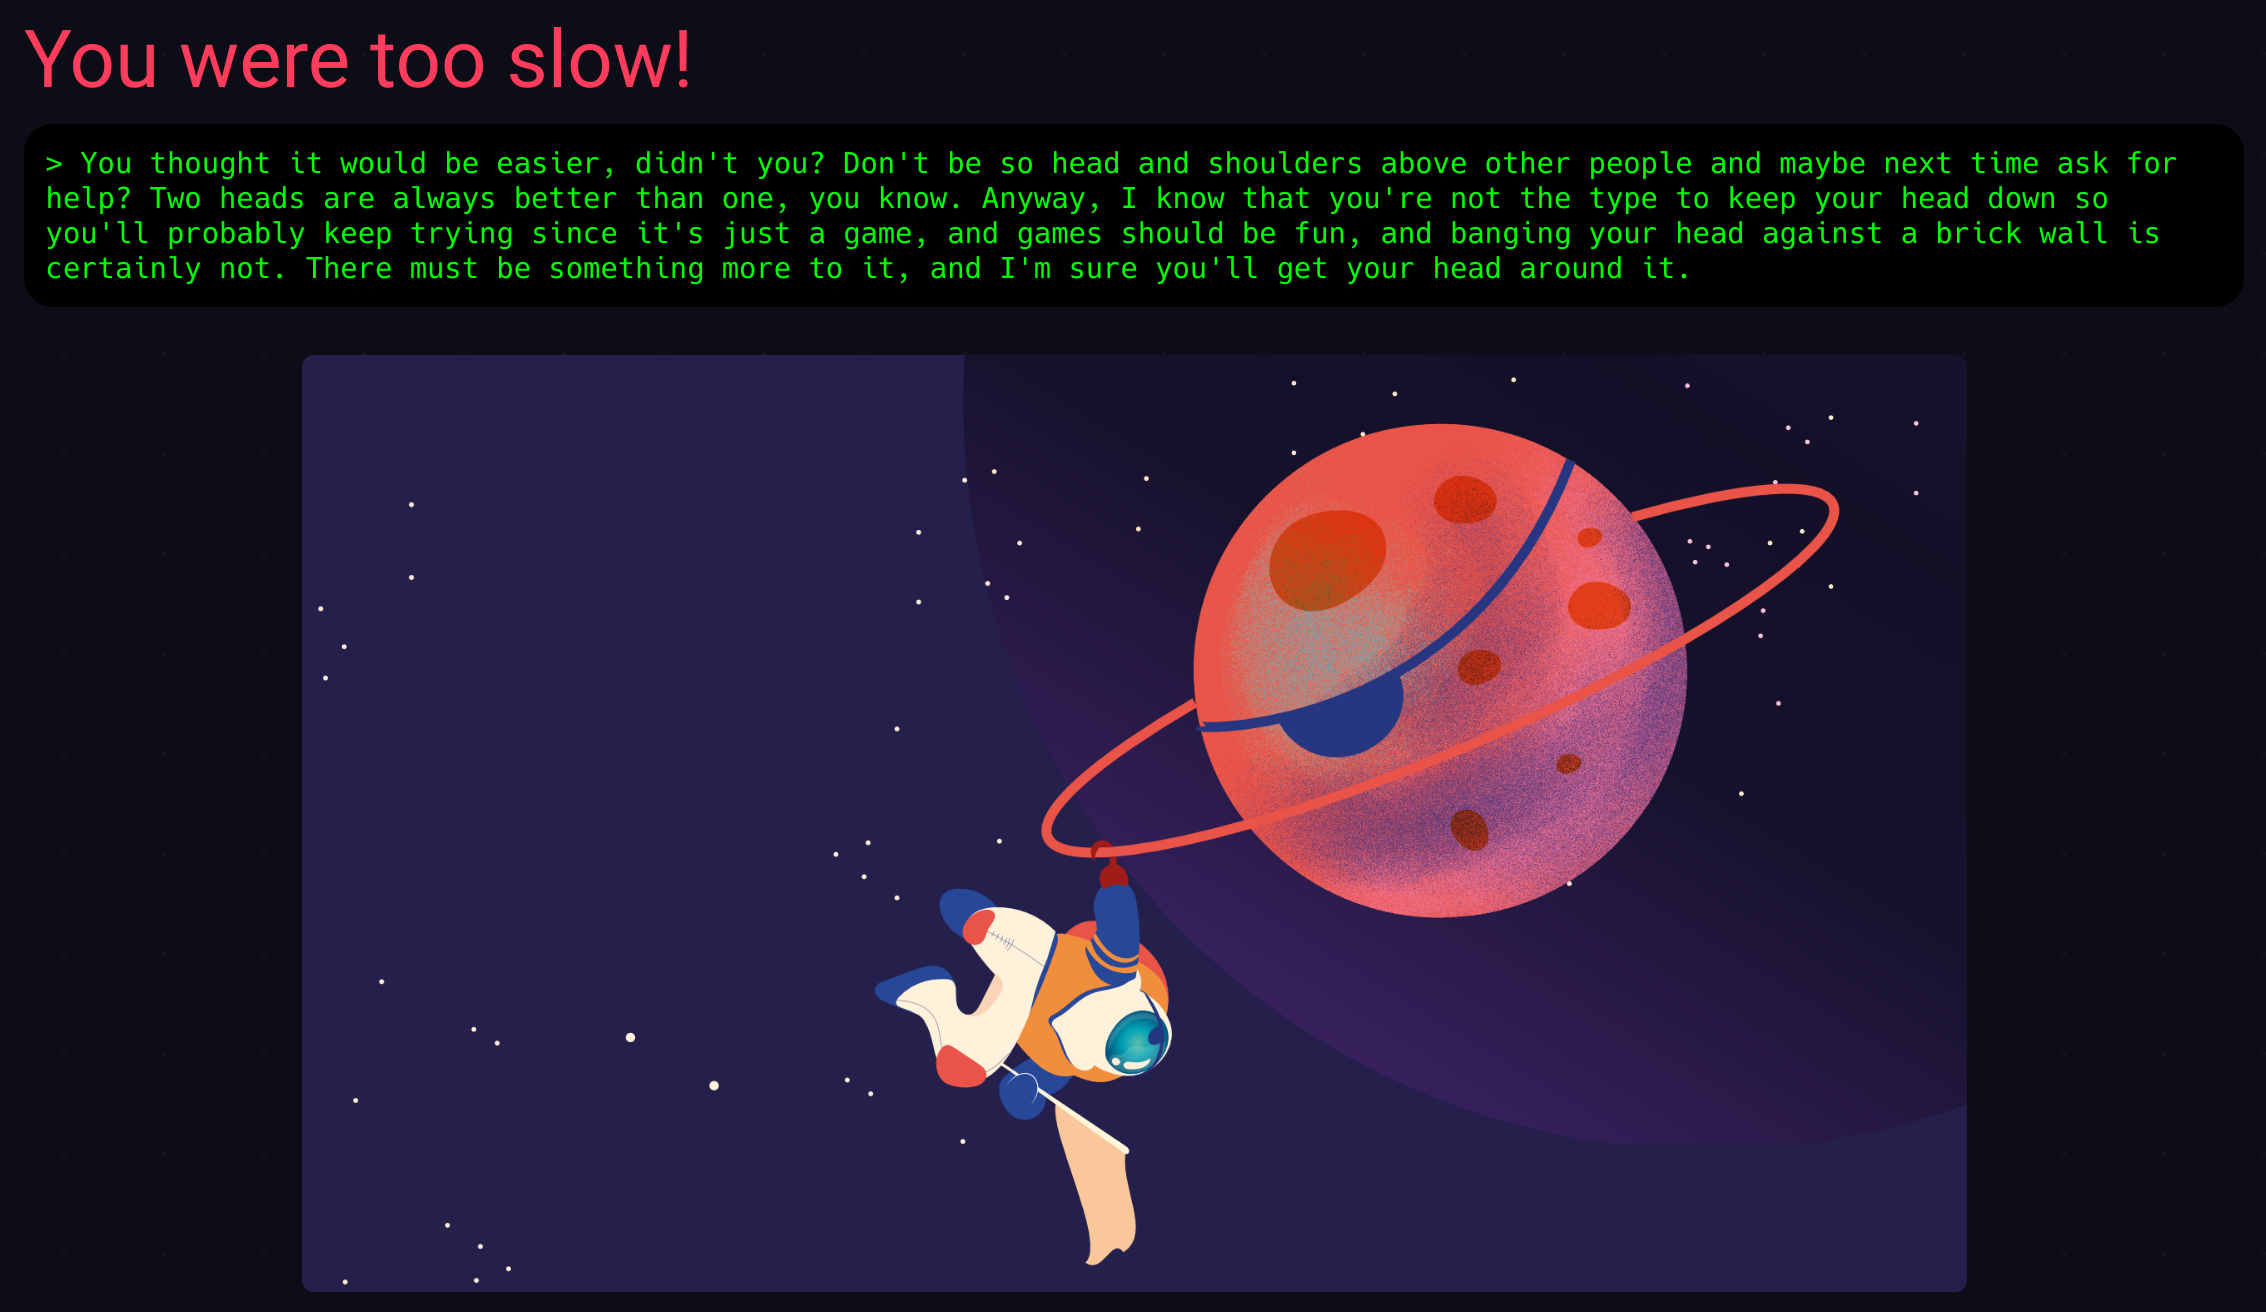 You were too slow!
> You thought it would be easier, didn't you? Don't be so head and shoulders above other people and maybe next time ask for
help? Two heads are always better than one, you know. Anyway, I know that you're not the type to keep your head down so
you'll probably keep trying since it's just a game, and games should be fun, and banging your head against a brick wall is
certainly not. There must be something more to it, and I'm sure you'll get your head around it.